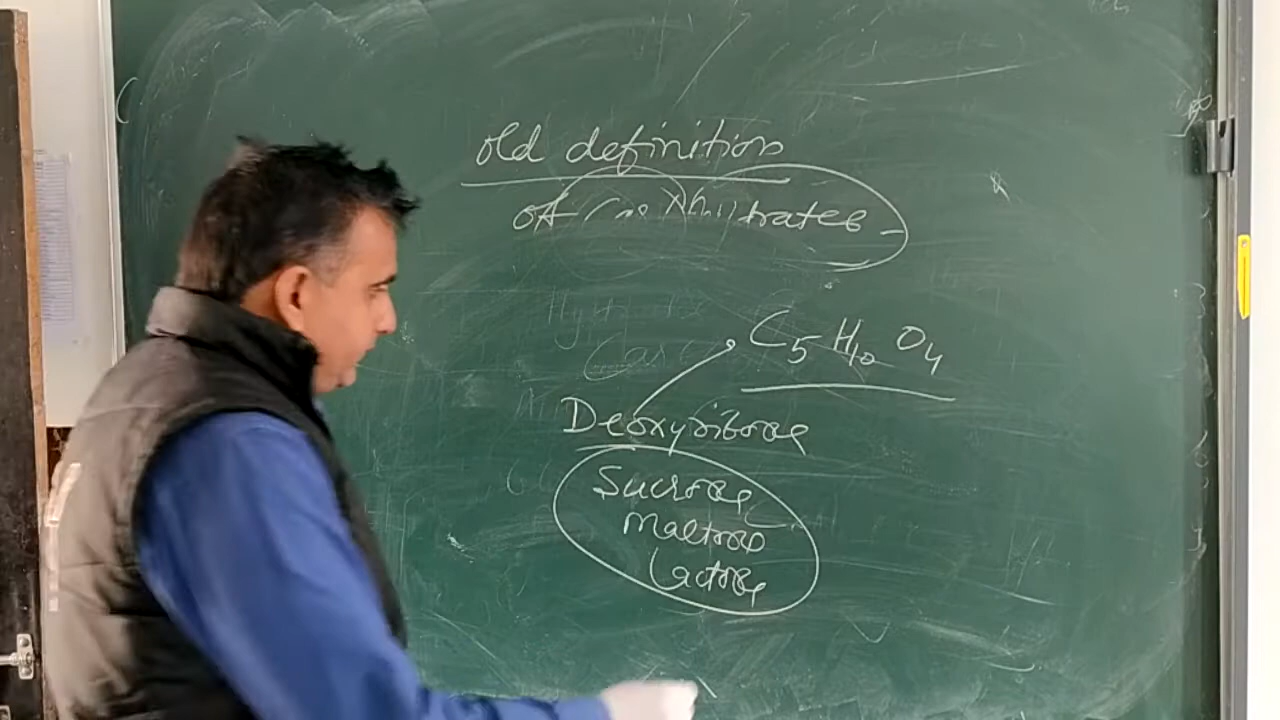 old definition
of Carbohydrates -
C5 H10 O4
Deoxyribose
Sucrose
Maltose
Lactose